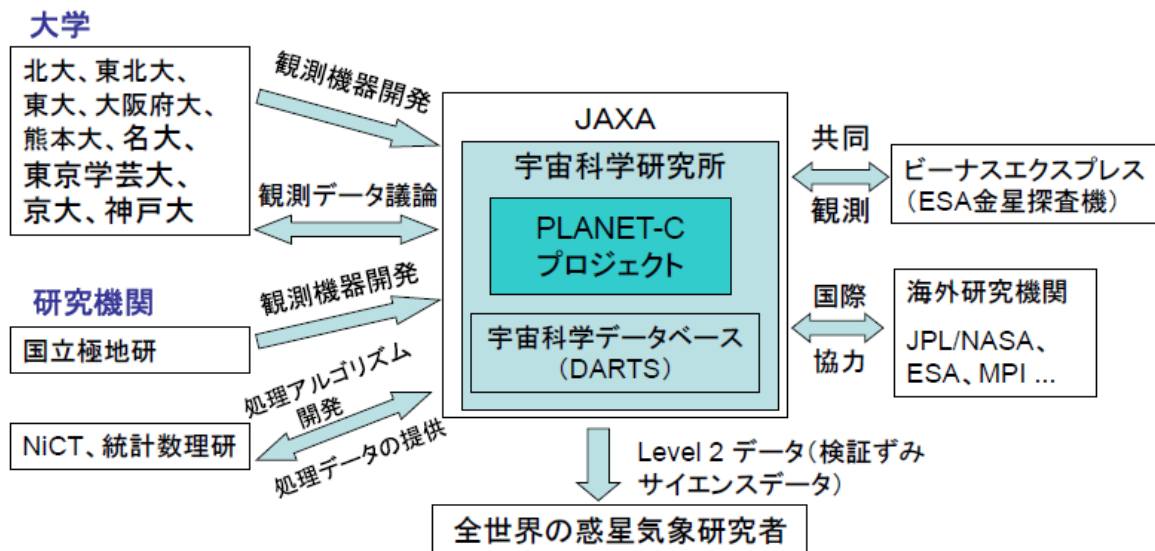 大学
北大、東北大、
東大、大阪府大、
熊本大、名大、
東京学芸大、
京大、神戸大
観測機器開発
観測データ議論
研究機関
国立極地研
観測機器開発
NiCT、統計数理研
処理アルゴリズム
開発
処理データの提供
JAXA
宇宙科学研究所
PLANET-C
プロジェクト
宇宙科学データベース
（DARTS）
共同
観測
ビーナスエクスプレス
（ESA金星探査機）
国際
協力
海外研究機関
JPL/NASA、
ESA、MPI ...
Level 2 データ（検証ずみ
サイエンスデータ）
全世界の惑星気象研究者